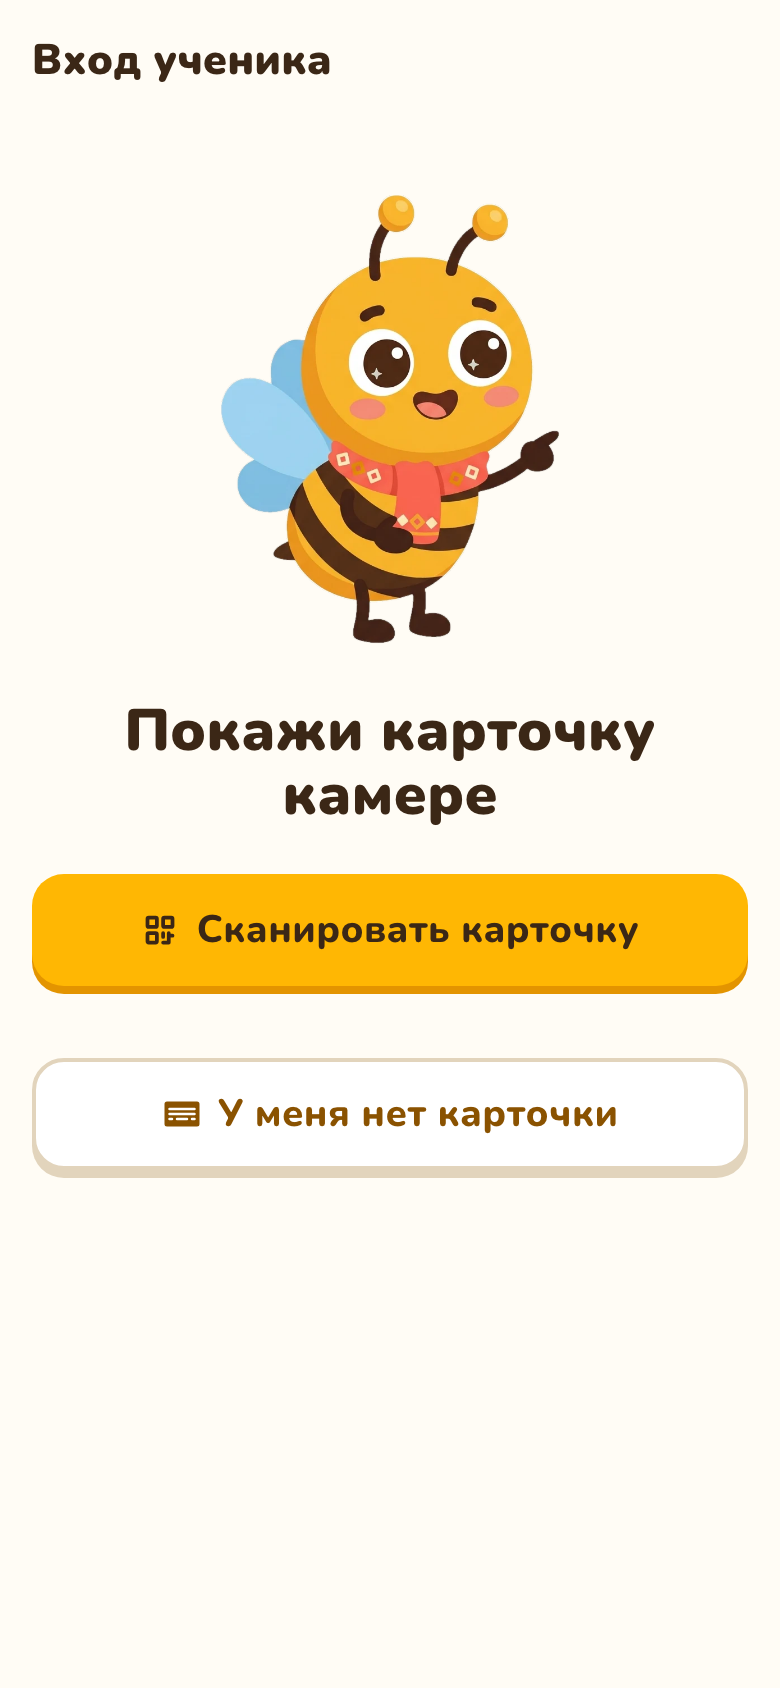 Вход ученика
Покажи карточку
камере
Сканировать карточку
У меня нет карточки